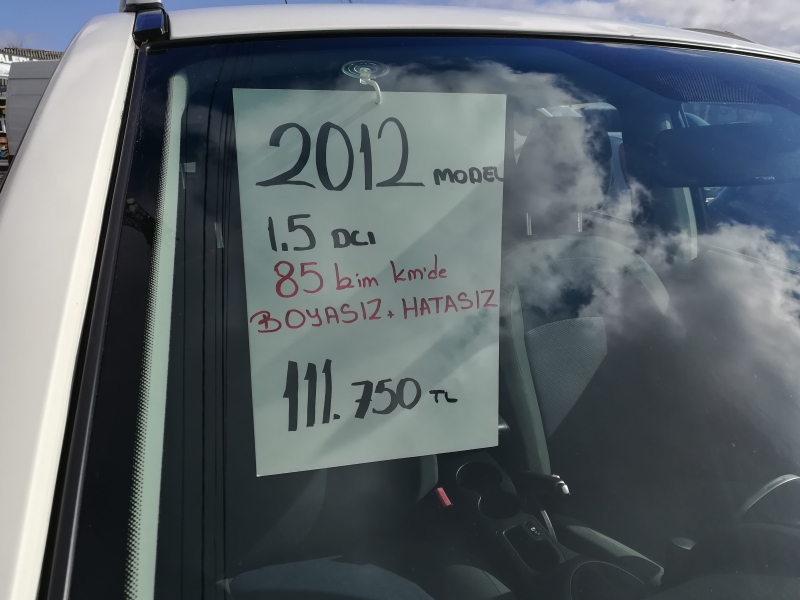 2012 MODEL
1.5 DCI
85 bin km'de
BOYASIZ + HATASIZ
111.750 TL